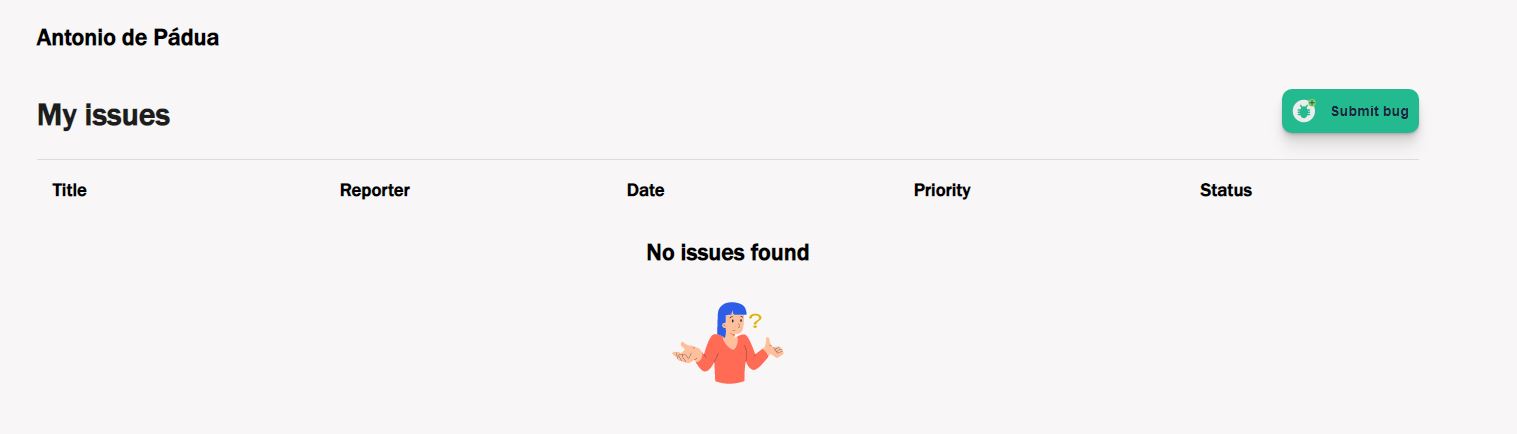 Antonio de Pádua
My issues
Submit bug
Title Reporter Date Priority Status
No issues found
?